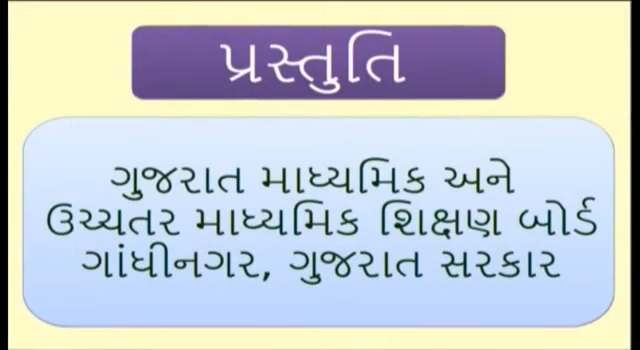 પ્રસ્તુતિ
ગુજરાત માધ્યમિક અને
ઉચ્ચતર માધ્યમિક શિક્ષણ બોર્ડ
ગાંધીનગર, ગુજરાત સરકાર